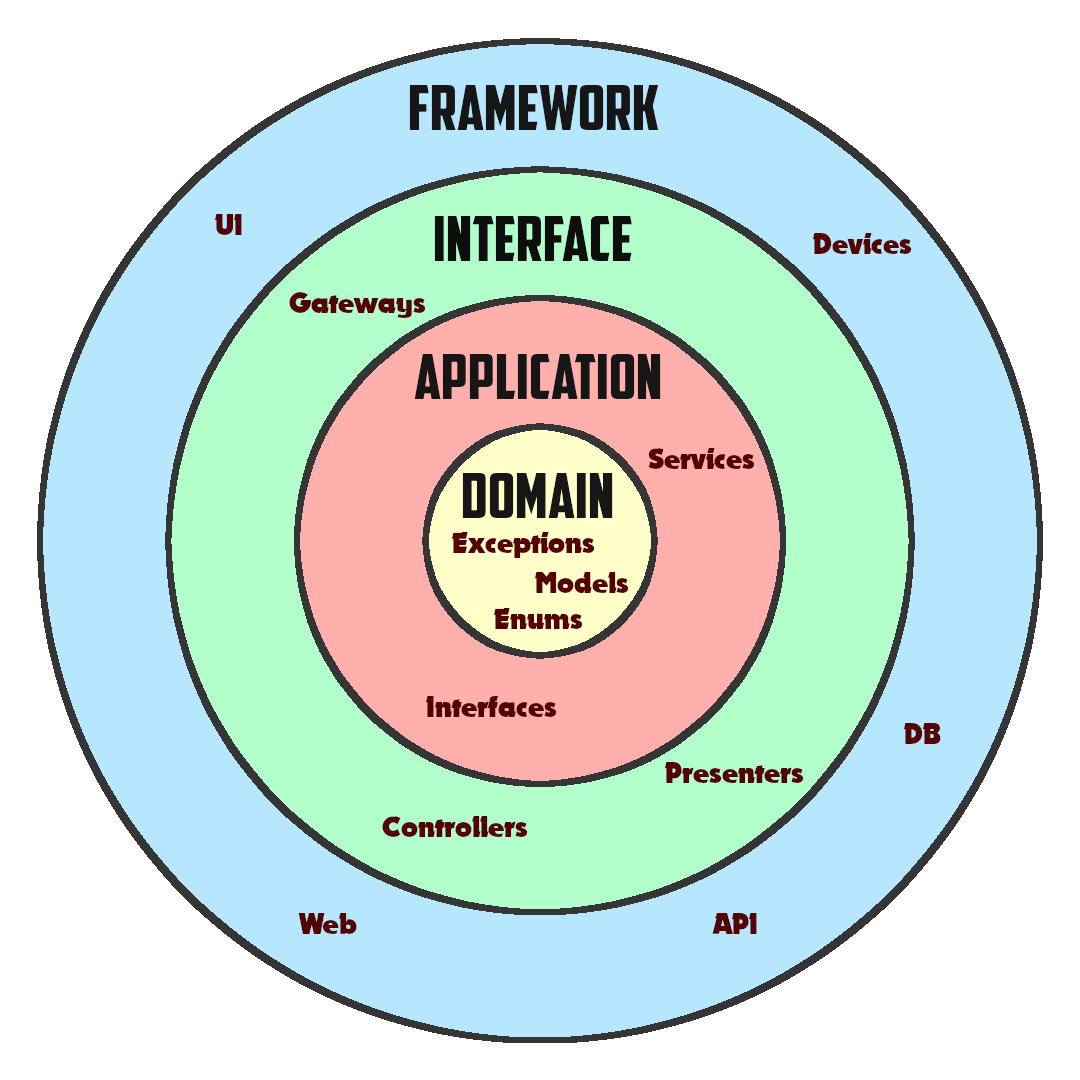 FRAMEWORK
UI
Devices
INTERFACE
Gateways
APPLICATION
Services
DOMAIN
Exceptions
Models
Enums
Interfaces
DB
Presenters
Controllers
Web
API